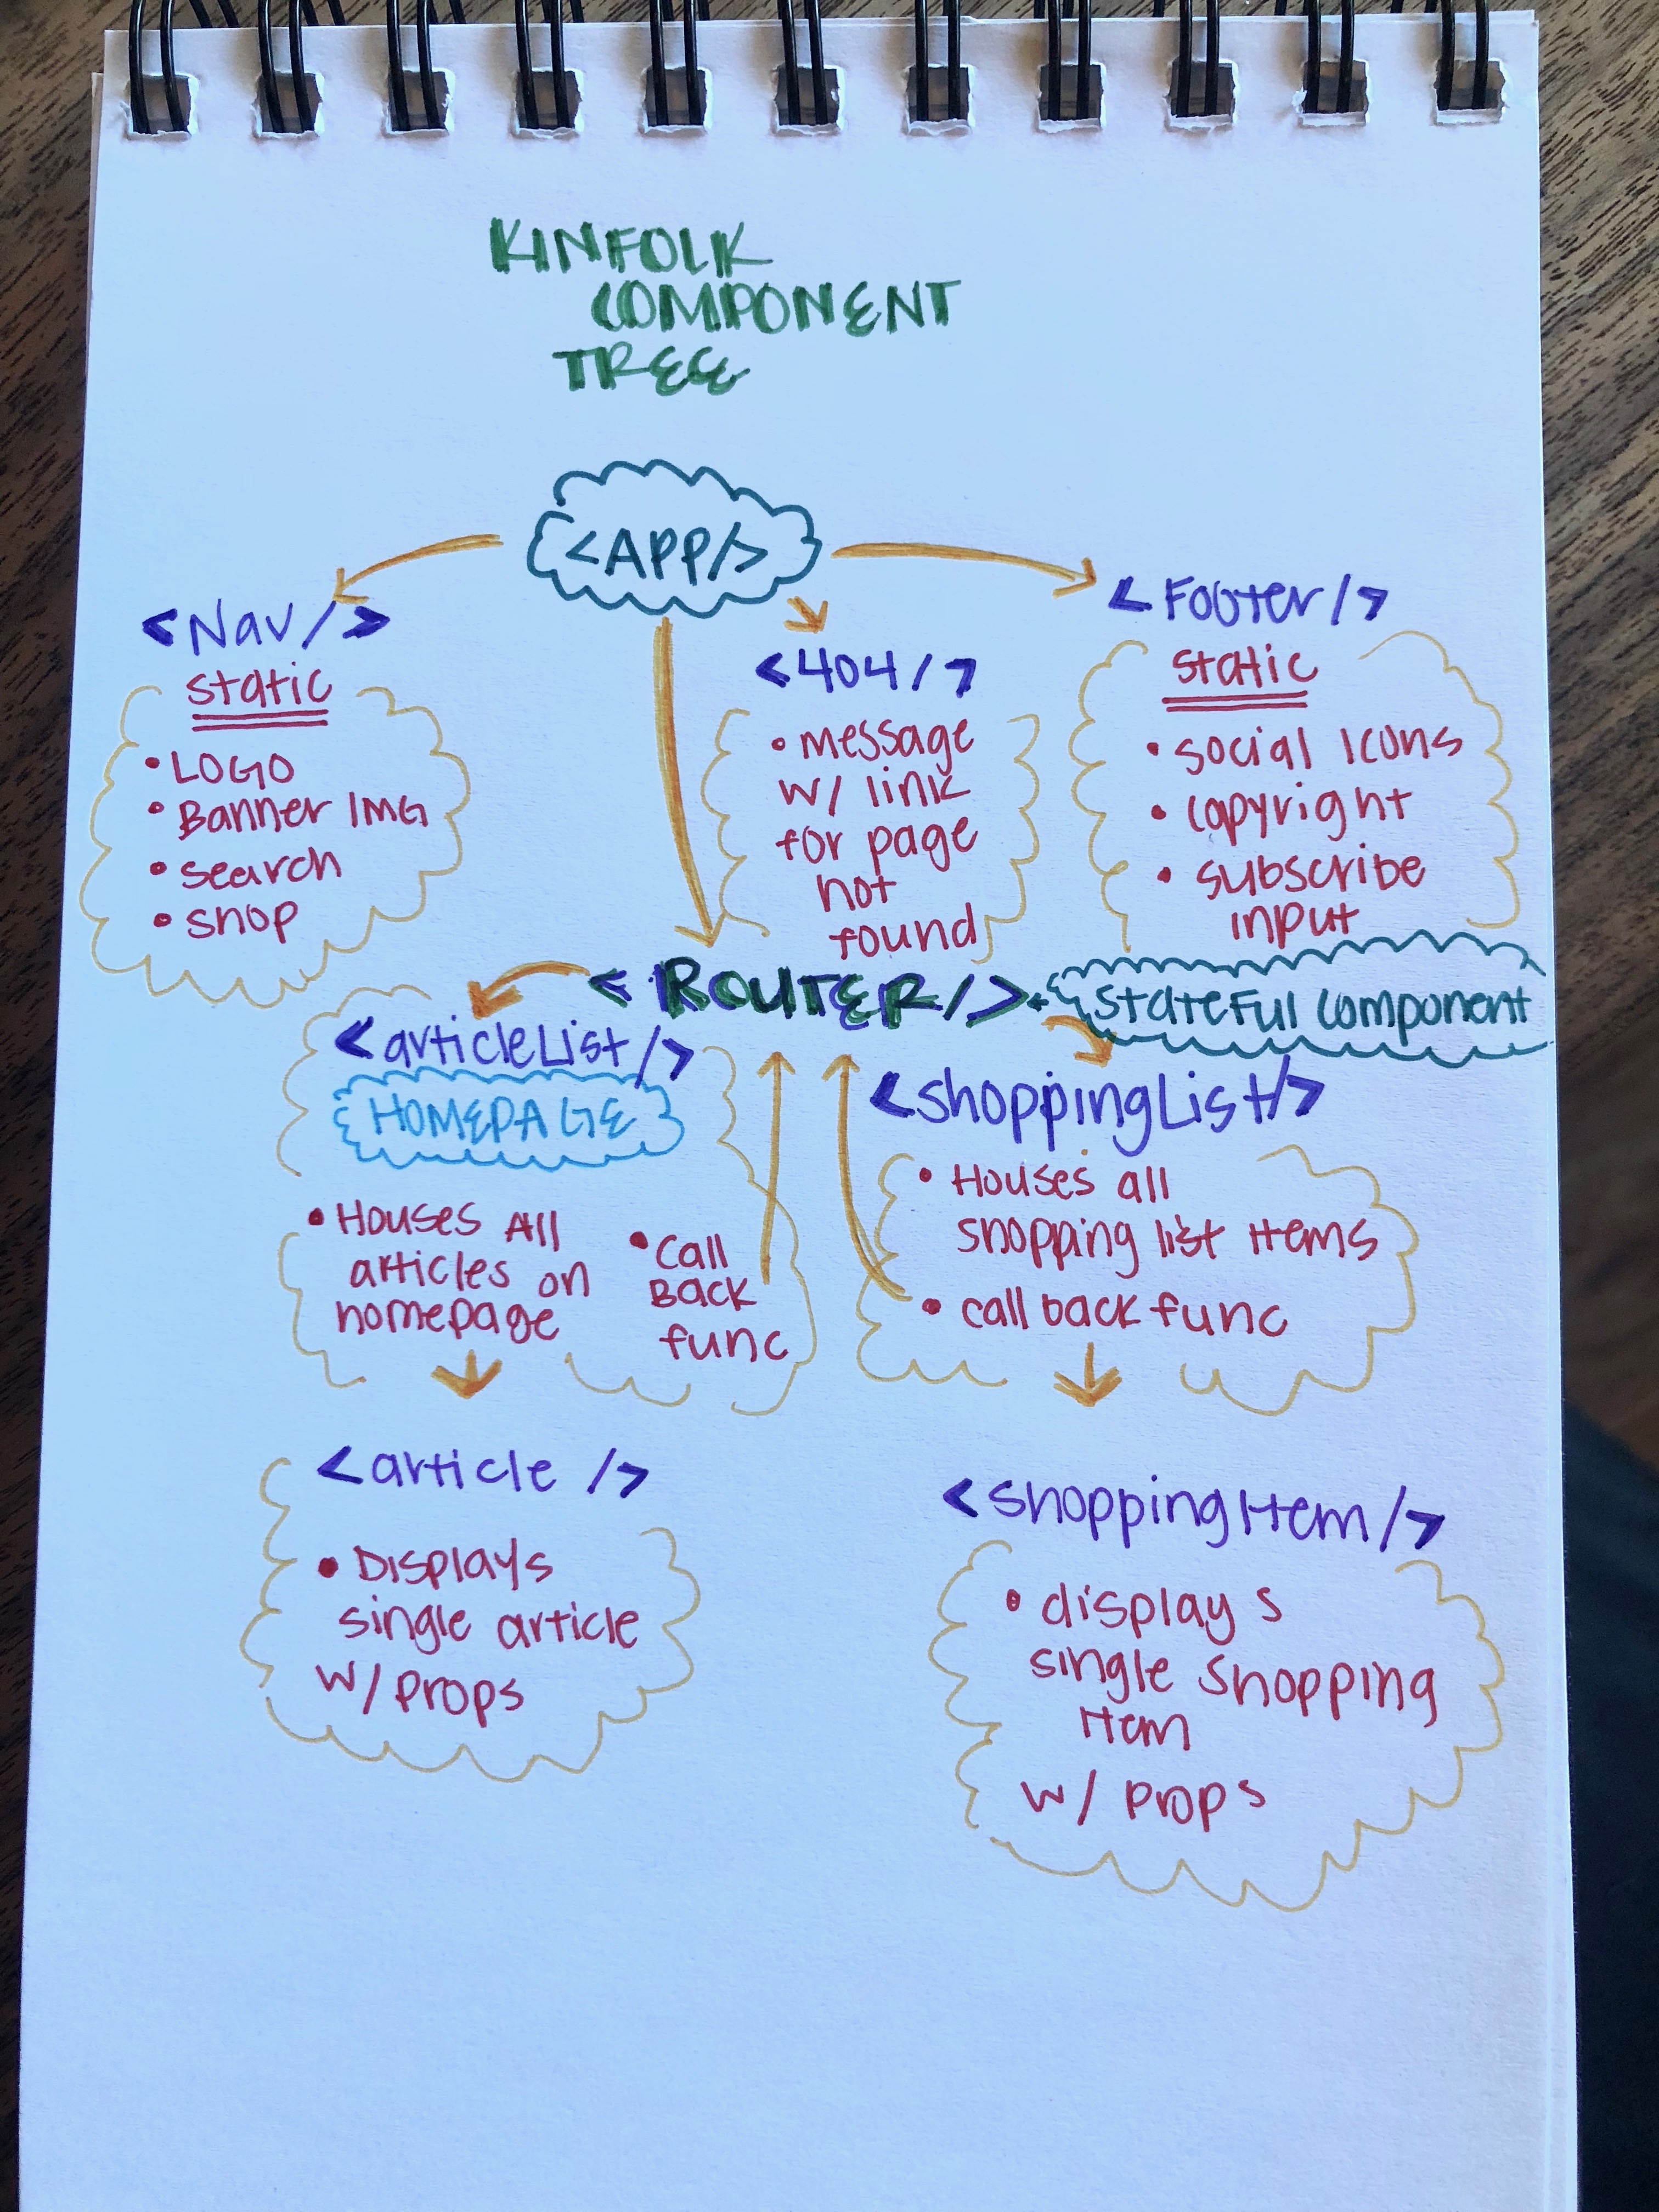 KINFOLK
COMPONENT
TREE
<APP/>
<Nav/>
static
• LOGO
• Banner IMG
• search
• shop
<404/>
• message
w/ link
for page
not
found
<Footer/>
static
• social icons
• copyright
• subscribe
input
<ROUTER/>
• stateful component
<articleList/>
HOMEPAGE
• Houses All
articles on
homepage
• Call
Back
func
<shoppingList/>
• Houses all
shopping list items
• call back func
<article />
• Displays
single article
w/ props
<shoppingItem/>
• displays
single shopping
item
w/ props